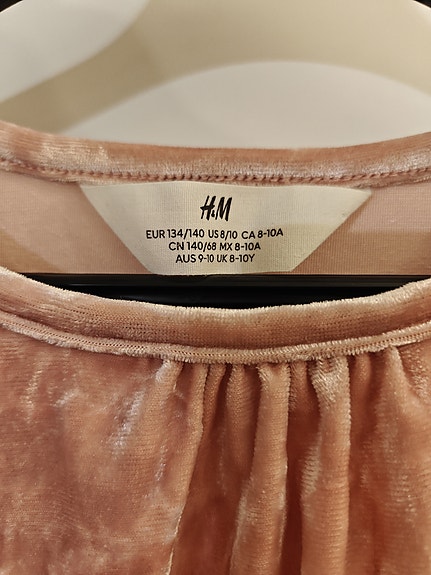 H&M
EUR 134/140 US 8/10 CA 8-10A
CN 140/68 MX 8-10A
AUS 9-10 UK 8-10Y